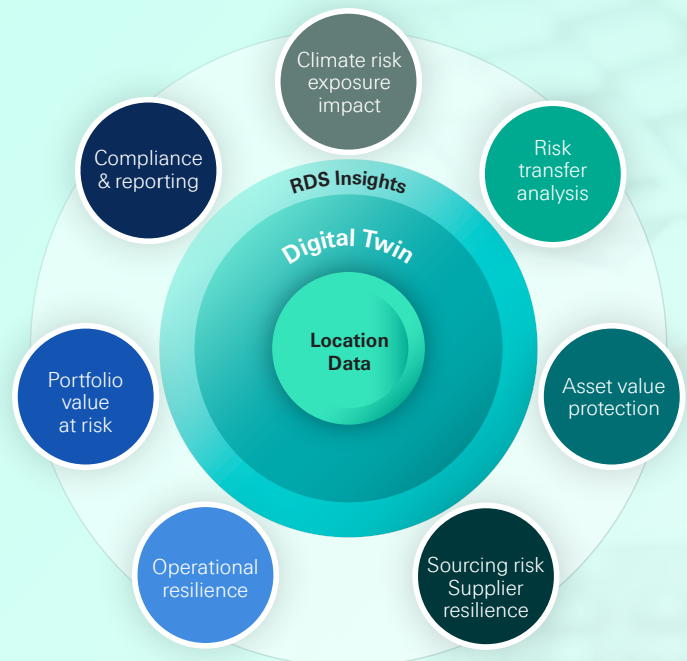 Climate risk
exposure
impact
Risk
transfer
analysis
Asset value
protection
Sourcing risk
Supplier
resilience
Operational
resilience
Portfolio
value
at risk
Compliance
& reporting
RDS Insights
Digital Twin
Location
Data